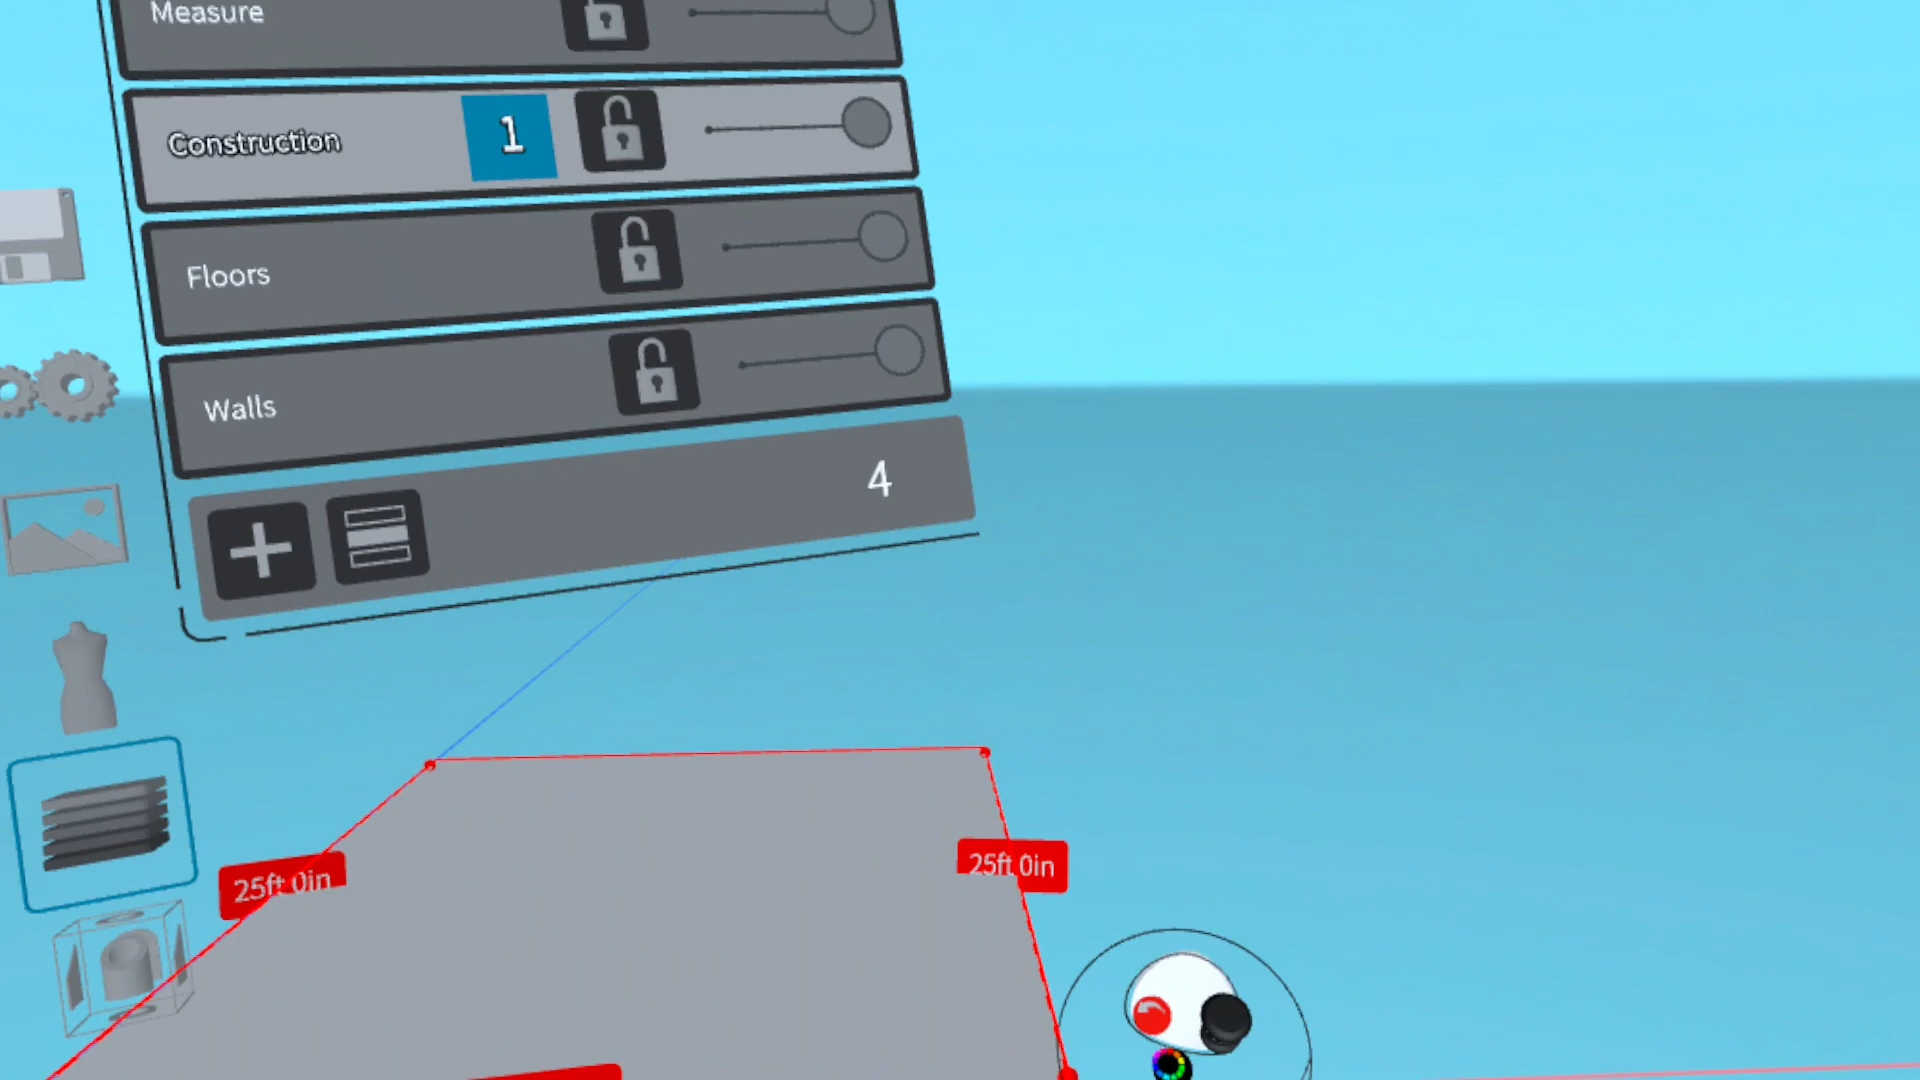 Measure
Construction 1
Floors
Walls
4
25ft 0in
25ft 0in